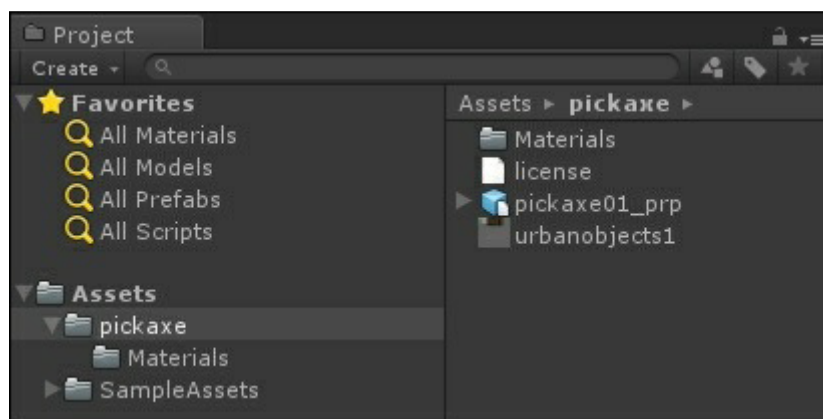 Project
Create
Favorites
All Materials
All Models
All Prefabs
All Scripts
Assets
pickaxe
Materials
SampleAssets
Assets ▸ pickaxe ▸
Materials
license
pickaxe01_prp
urbanobjects1